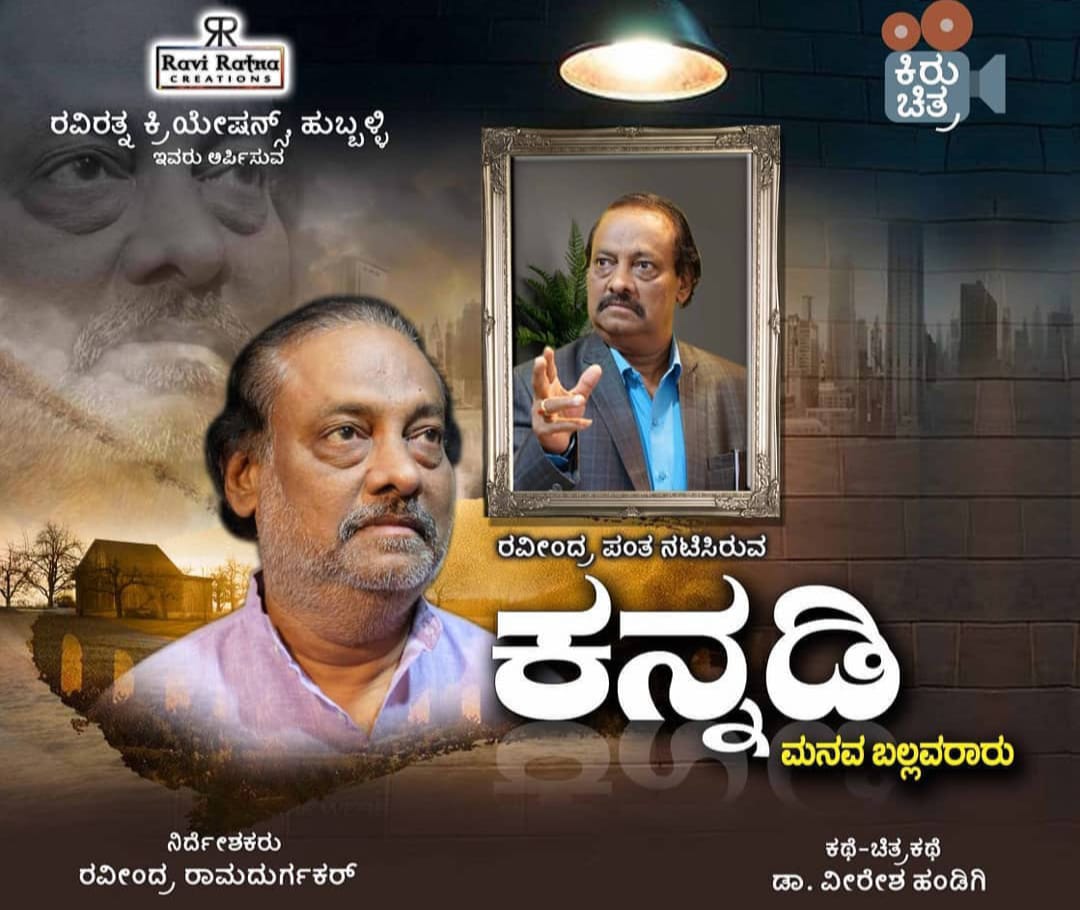 RR
Ravi Ratna
CREATIONS
ರವಿರತ್ನ ಕ್ರಿಯೇಷನ್ಸ್ ಹುಬ್ಬಳ್ಳಿ
ಇವರು ಅರ್ಪಿಸುವ
ಕಿರು
ಚಿತ್ರ
ರವೀಂದ್ರ ಪಂತ ನಟಿಸಿರುವ
ಕನ್ನಡಿ
ಮನವ ಬಲ್ಲವರಾರು
ನಿರ್ದೇಶಕರು
ರವೀಂದ್ರ ರಾಮದುರ್ಗಕರ್
ಕಥೆ-ಚಿತ್ರಕಥೆ
ಡಾ. ವೀರೇಶ ಹಂಡಿಗಿ